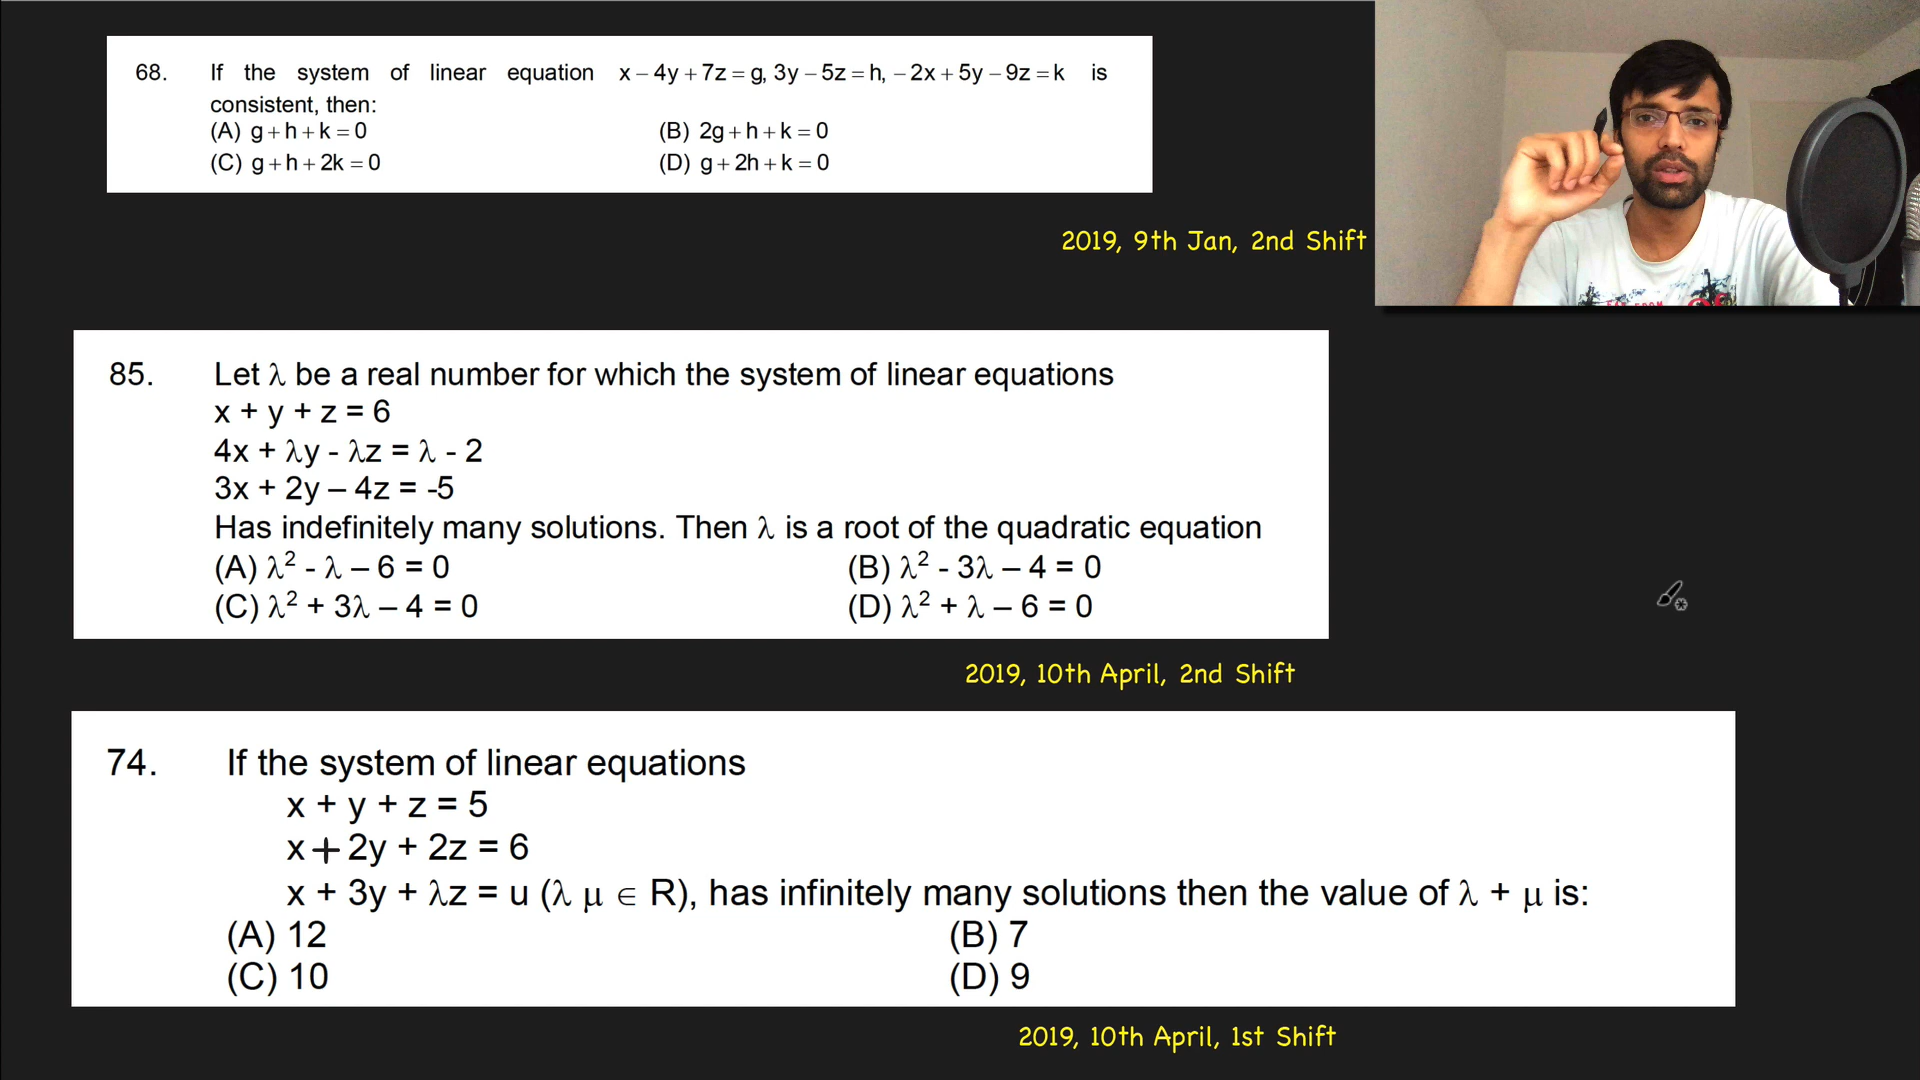 68. If the system of linear equation x – 4y + 7z = g, 3y – 5z = h, – 2x + 5y – 9z = k is
consistent, then:
(A) g + h + k = 0 (B) 2g + h + k = 0
(C) g + h + 2k = 0 (D) g + 2h + k = 0
2019, 9th Jan, 2nd Shift
85. Let λ be a real number for which the system of linear equations
x + y + z = 6
4x + λy - λz = λ - 2
3x + 2y – 4z = -5
Has indefinitely many solutions. Then λ is a root of the quadratic equation
(A) λ² - λ – 6 = 0 (B) λ² - 3λ – 4 = 0
(C) λ² + 3λ – 4 = 0 (D) λ² + λ – 6 = 0
2019, 10th April, 2nd Shift
74. If the system of linear equations
x + y + z = 5
x + 2y + 2z = 6
x + 3y + λz = u (λ μ ∈ R), has infinitely many solutions then the value of λ + μ is:
(A) 12 (B) 7
(C) 10 (D) 9
2019, 10th April, 1st Shift